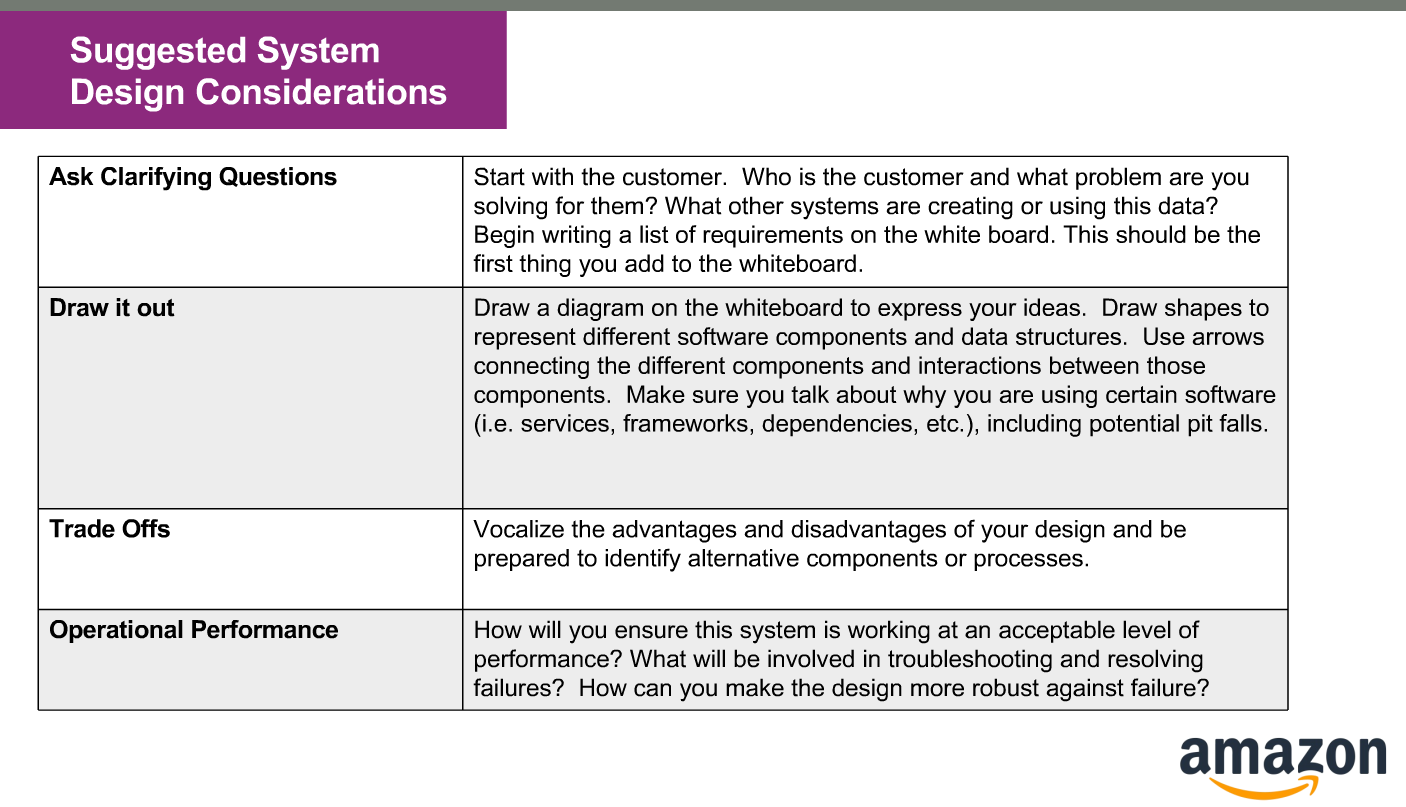 Suggested System
Design Considerations
Ask Clarifying Questions
Start with the customer.  Who is the customer and what problem are you
solving for them? What other systems are creating or using this data?
Begin writing a list of requirements on the white board. This should be the
first thing you add to the whiteboard.
Draw it out
Draw a diagram on the whiteboard to express your ideas.  Draw shapes to
represent different software components and data structures.  Use arrows
connecting the different components and interactions between those
components.  Make sure you talk about why you are using certain software
(i.e. services, frameworks, dependencies, etc.), including potential pit falls.
Trade Offs
Vocalize the advantages and disadvantages of your design and be
prepared to identify alternative components or processes.
Operational Performance
How will you ensure this system is working at an acceptable level of
performance? What will be involved in troubleshooting and resolving
failures?  How can you make the design more robust against failure?
amazon